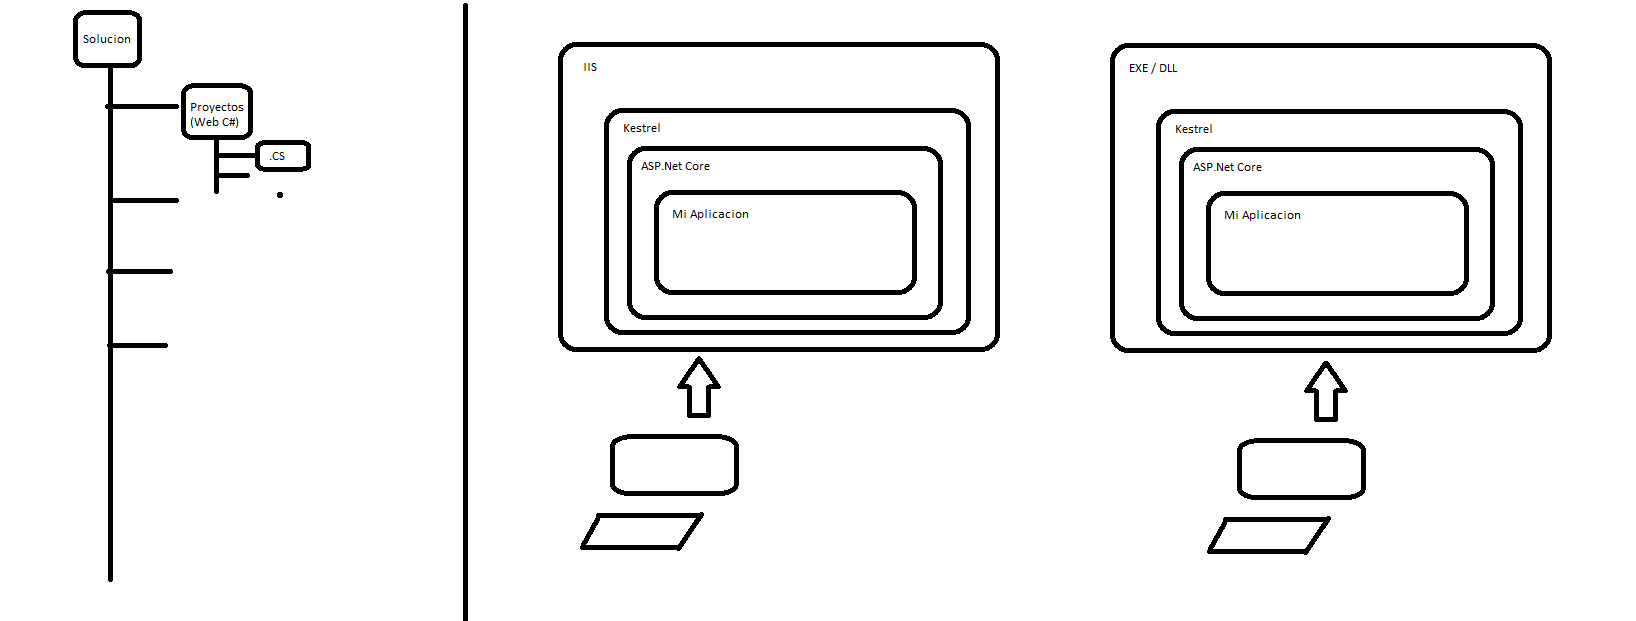 Solucion
Proyectos
(Web C#)
.CS
IIS
Kestrel
ASP.Net Core
Mi Aplicacion
EXE / DLL
Kestrel
ASP.Net Core
Mi Aplicacion